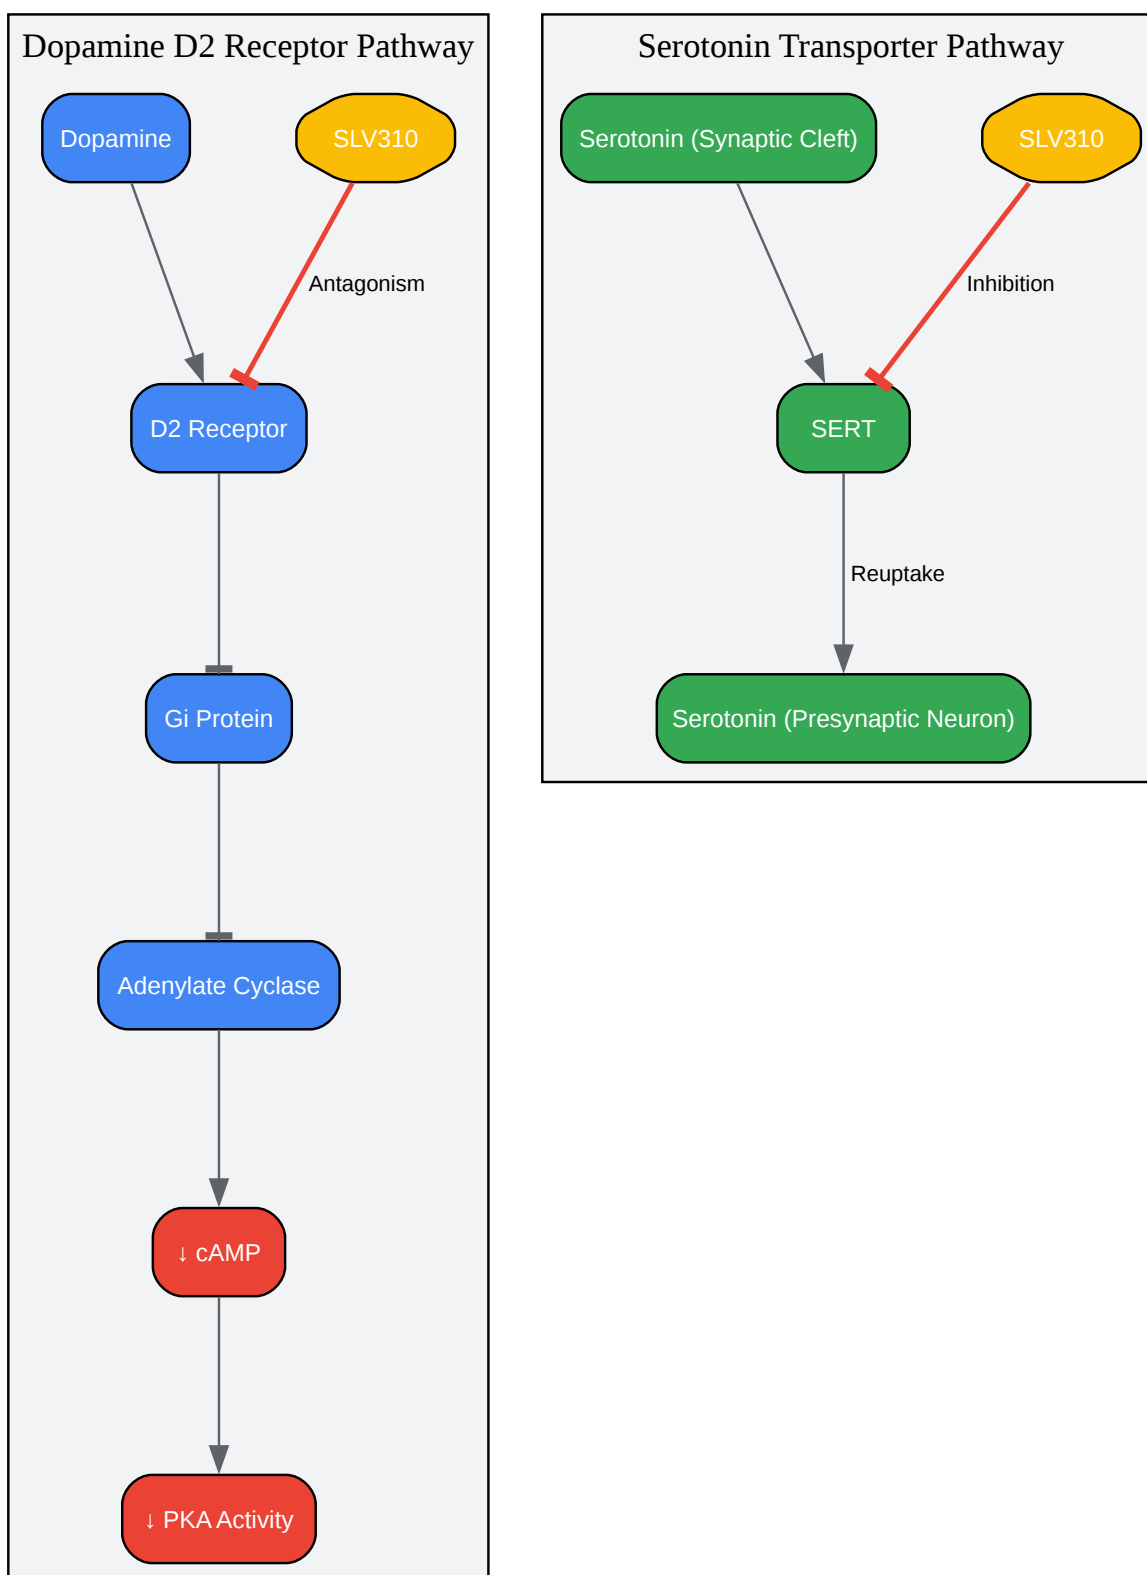 Dopamine D2 Receptor Pathway
Dopamine
SLV310
Antagonism
D2 Receptor
Gi Protein
Adenylate Cyclase
↓ cAMP
↓ PKA Activity
Serotonin Transporter Pathway
Serotonin (Synaptic Cleft)
SLV310
Inhibition
SERT
Reuptake
Serotonin (Presynaptic Neuron)